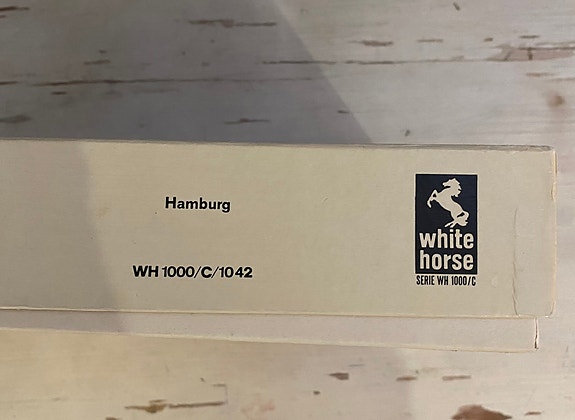 Hamburg
WH 1000/C/1042
white
horse
SERIE WH 1000/C